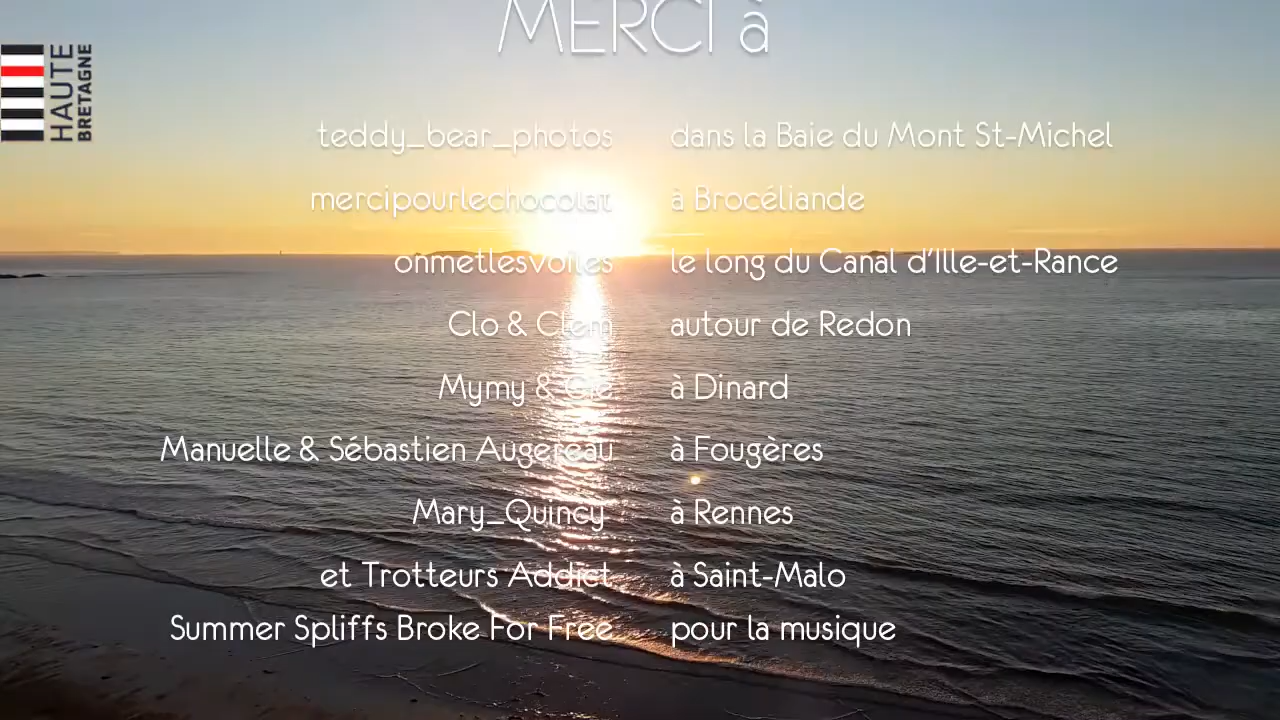 MERCI à
HAUTE
BRETAGNE
teddy_bear_photos dans la Baie du Mont St-Michel
mercipourlechocolat à Brocéliande
onmetlesvoiles le long du Canal d'Ille-et-Rance
Clo & Clem autour de Redon
Mymy & Cie à Dinard
Manuelle & Sébastien Augereau à Fougères
Mary_Quincy à Rennes
et Trotteurs Addict à Saint-Malo
Summer Spliffs Broke For Free pour la musique